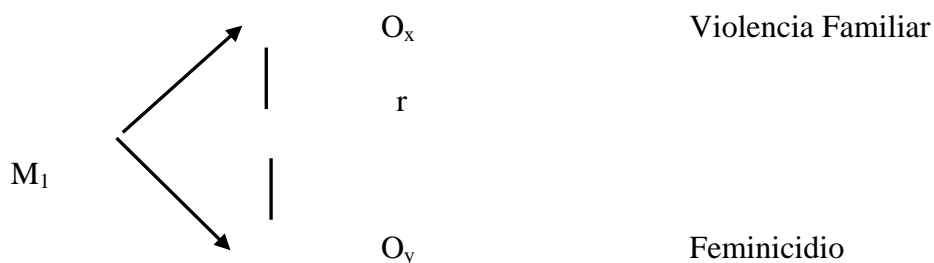 Oₓ Violencia Familiar
r
M₁
Oᵧ Feminicidio